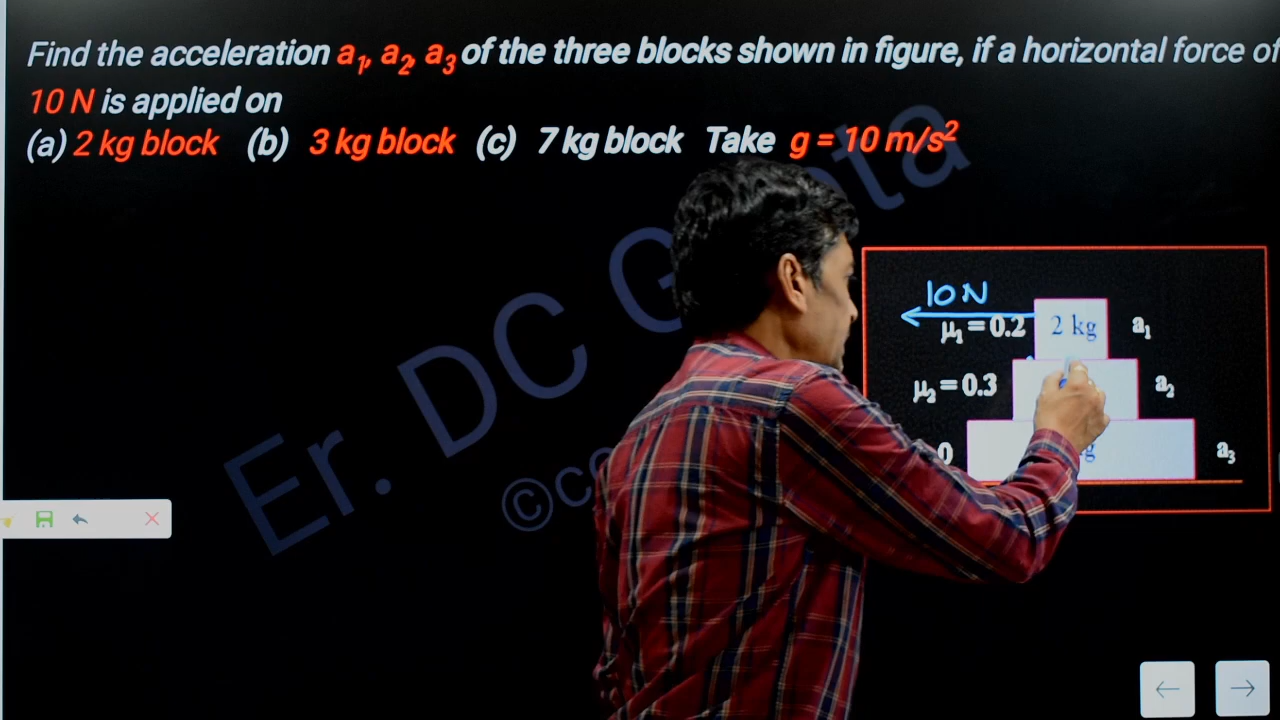 Find the acceleration a1, a2, a3 of the three blocks shown in figure, if a horizontal force of
10 N is applied on
(a) 2 kg block (b) 3 kg block (c) 7 kg block Take g = 10 m/s²
Er. DC G ta
10 N
μ1 = 0.2 2 kg a1
μ2 = 0.3 a2
0 g a3